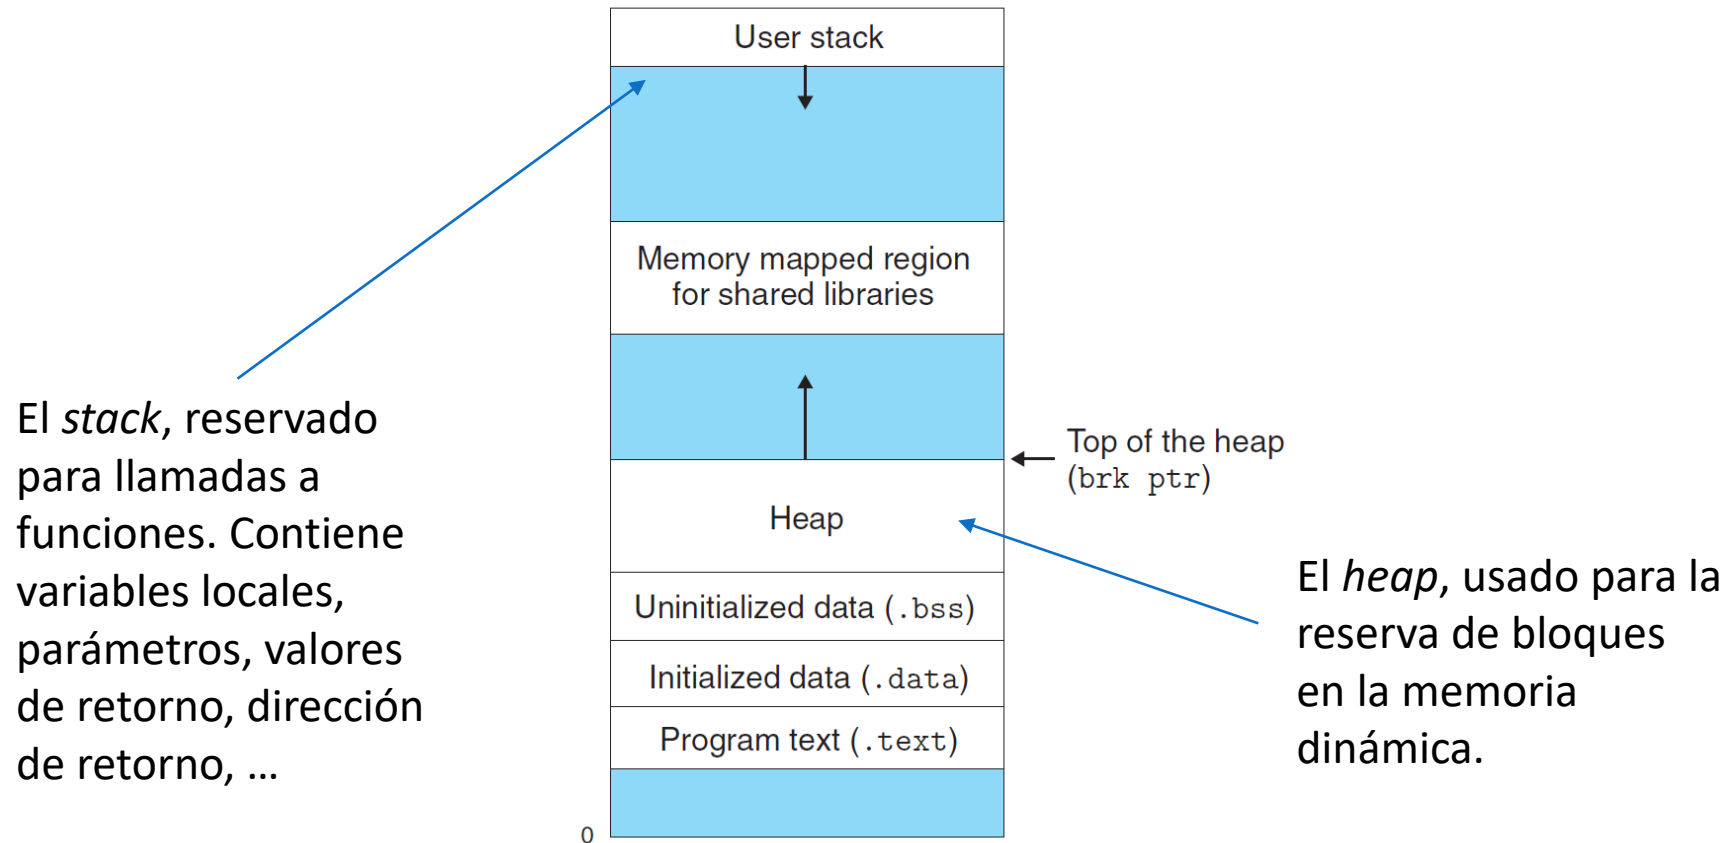 User stack
Memory mapped region
for shared libraries
El stack, reservado
para llamadas a
funciones. Contiene
variables locales,
parámetros, valores
de retorno, dirección
de retorno, ...
Top of the heap
(brk ptr)
Heap
El heap, usado para la
reserva de bloques
en la memoria
dinámica.
Uninitialized data (.bss)
Initialized data (.data)
Program text (.text)
0